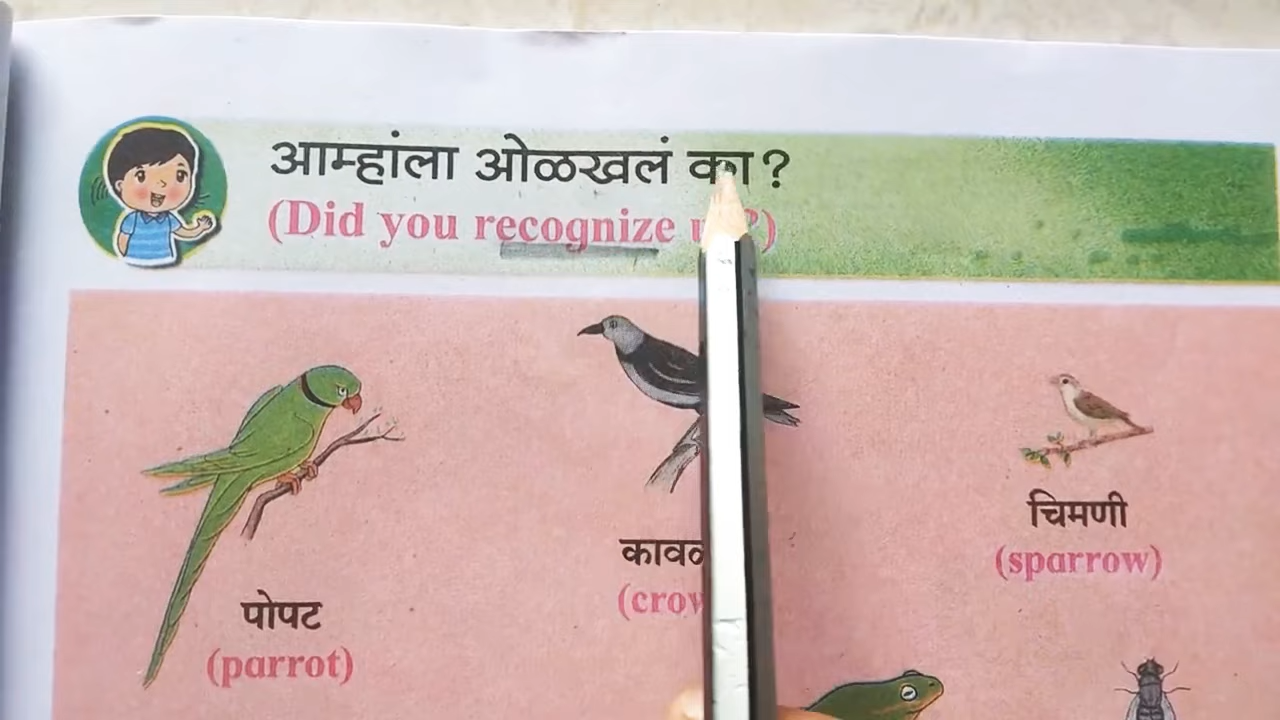 आम्हांला ओळखलं का?
(Did you recognize
चिमणी
(sparrow)
पोपट
(parrot)